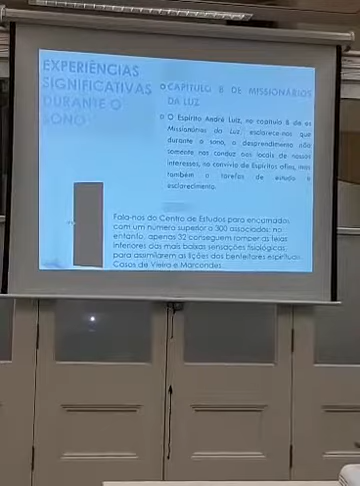 EXPERIÊNCIAS
SIGNIFICATIVAS
DURANTE O
SONO
CAPITULO 8 DE MISSIONÁRIOS
DA LUZ
O Espírito André Luiz, no capitulo 8 de os
Missionários da Luz, esclarece-nos que
durante o sono, o desprendimento não
somente nos conduz aos locais de nossos
interesses, no convívio de Espíritos afins, mas
também a tarefas de estudo e
esclarecimento.
Fala-nos do Centro de Estudos para encarnados
com um número superior a 300 associados; no
entanto, apenas 32 conseguem romper as teias
inferiores das mais baixas sensações fisiológicas,
para assimilarem as lições dos benfeitores espirituais.
Casos de Vieira e Marcondes.